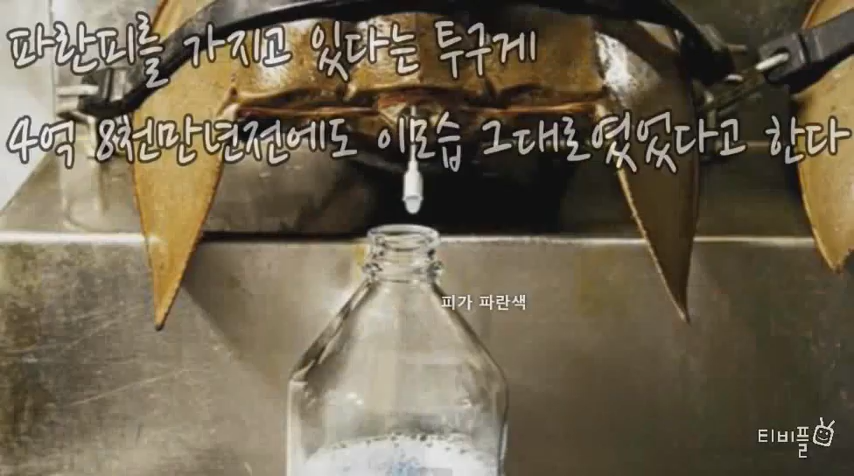 파란피를 가지고 있다는 투구게
4억 8천만년전에도 이모습 그대로였었다고 한다
피가 파란색
티비플